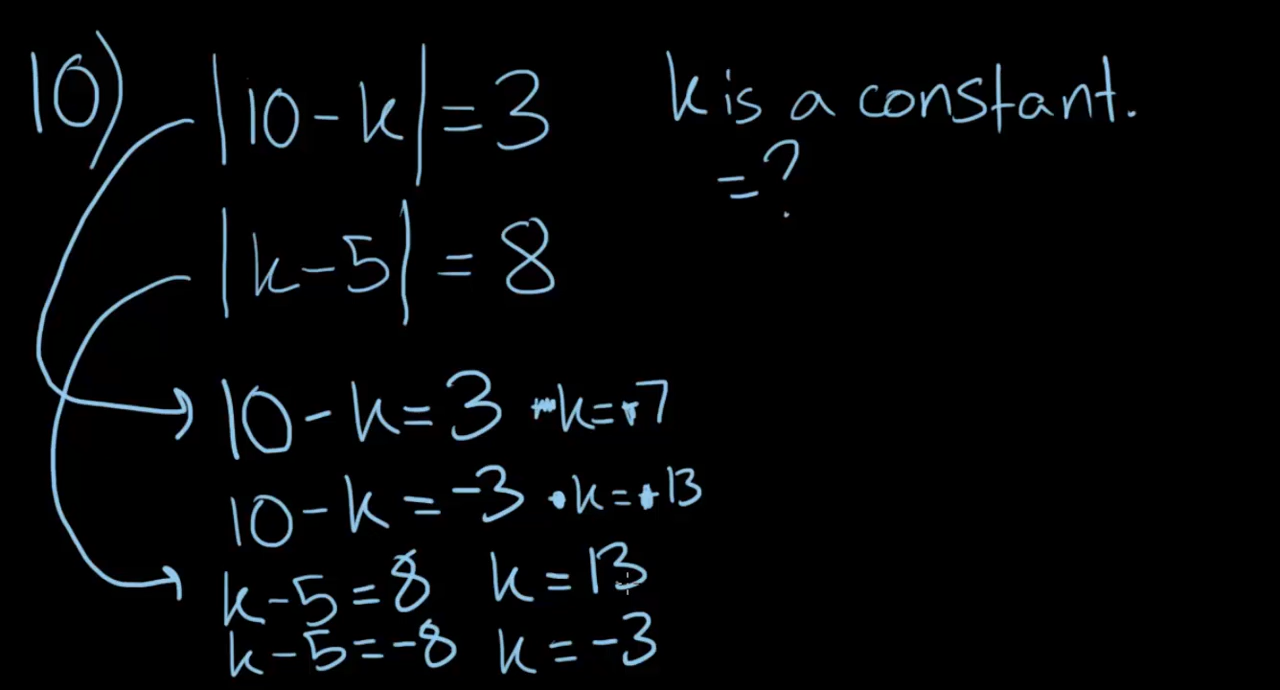 10) |10-k|=3 k is a constant.
=?
|k-5|=8
10-k=3 k=7
10-k=-3 k=13
k-5=8 k=13
k-5=-8 k=-3